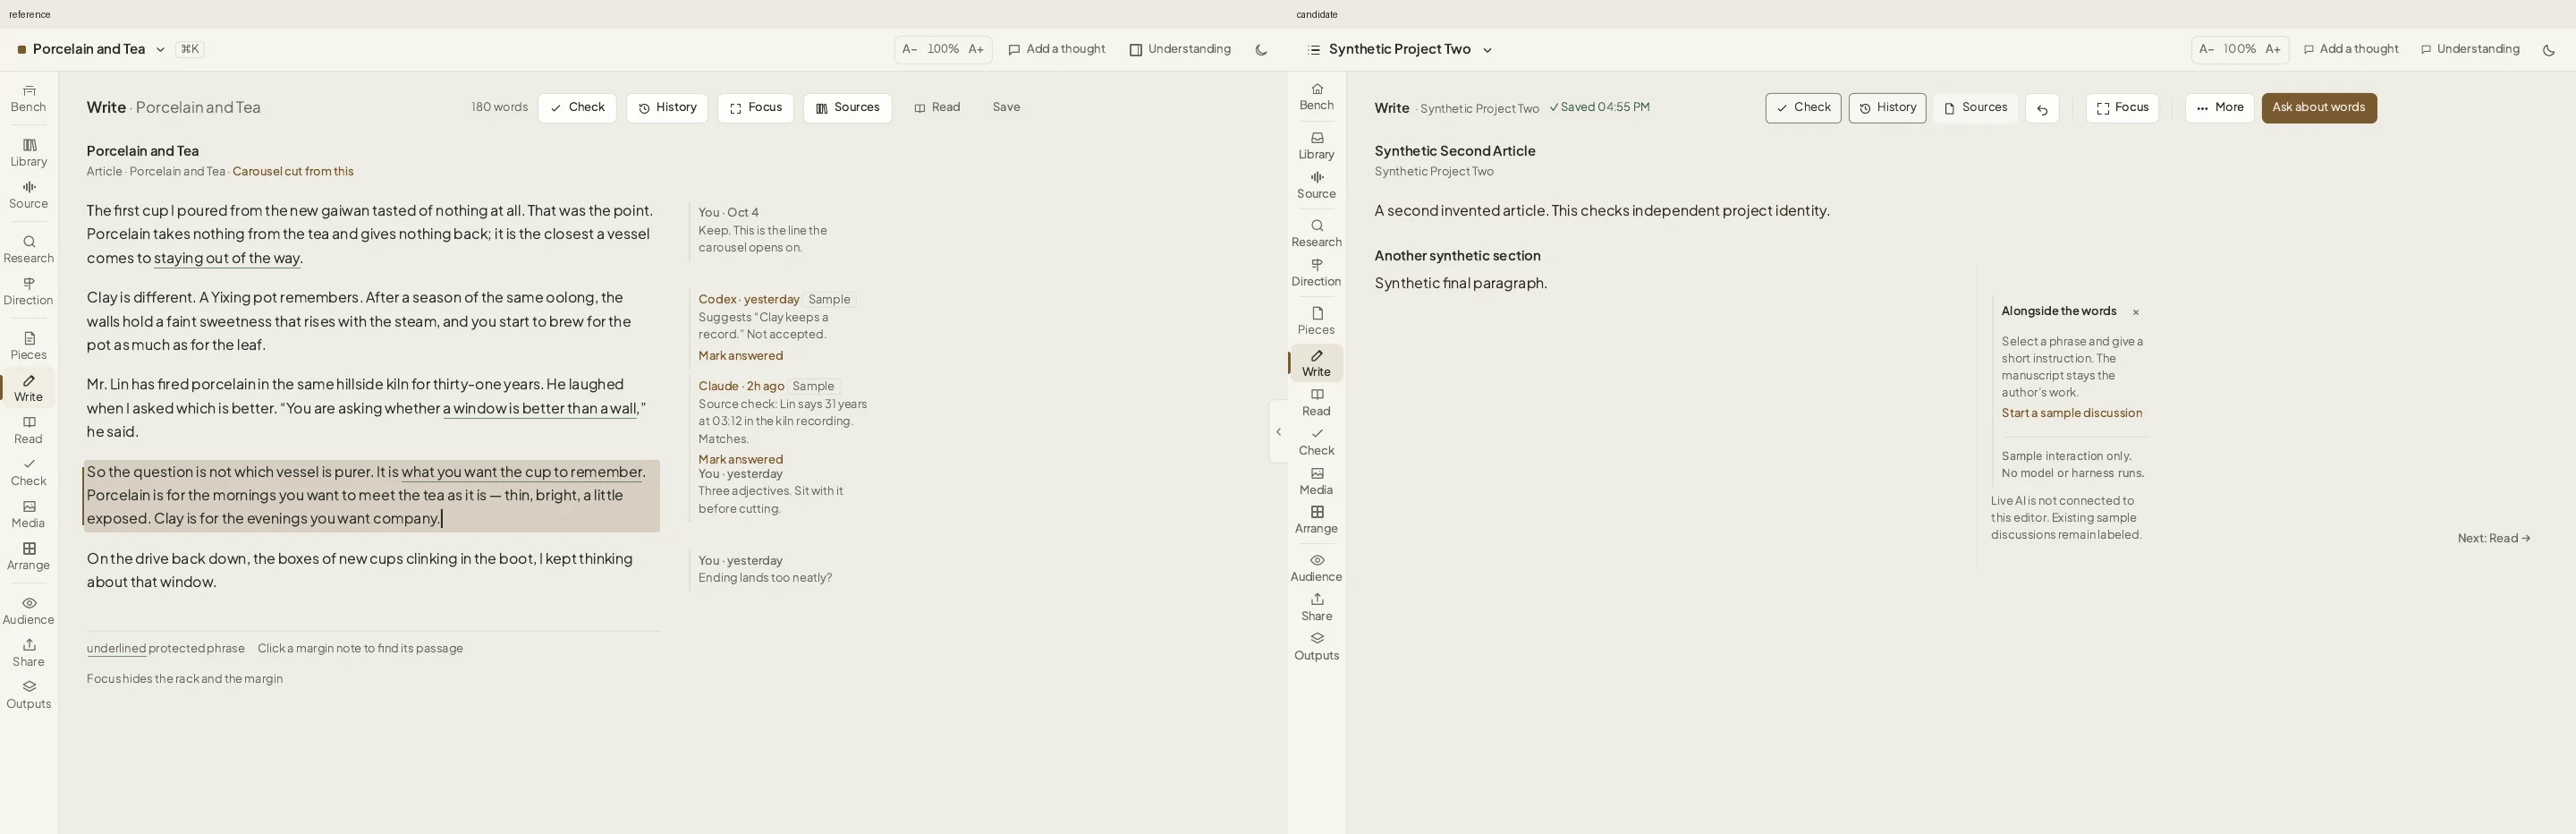 reference
Porcelain and Tea ⌘K
A− 100% A+ Add a thought Understanding
Bench
Library
Source
Research
Direction
Pieces
Write
Read
Check
Media
Arrange
Audience
Share
Outputs
Write · Porcelain and Tea
180 words Check History Focus Sources Read Save
Porcelain and Tea
Article · Porcelain and Tea · Carousel cut from this
The first cup I poured from the new gaiwan tasted of nothing at all. That was the point.
Porcelain takes nothing from the tea and gives nothing back; it is the closest a vessel
comes to staying out of the way.
Clay is different. A Yixing pot remembers. After a season of the same oolong, the
walls hold a faint sweetness that rises with the steam, and you start to brew for the
pot as much as for the leaf.
Mr. Lin has fired porcelain in the same hillside kiln for thirty-one years. He laughed
when I asked which is better. “You are asking whether a window is better than a wall,”
he said.
So the question is not which vessel is purer. It is what you want the cup to remember.
Porcelain is for the mornings you want to meet the tea as it is — thin, bright, a little
exposed. Clay is for the evenings you want company.
On the drive back down, the boxes of new cups clinking in the boot, I kept thinking
about that window.
underlined protected phrase Click a margin note to find its passage
Focus hides the rack and the margin
You · Oct 4
Keep. This is the line the
carousel opens on.
Codex · yesterday Sample
Suggests “Clay keeps a
record.” Not accepted.
Mark answered
Claude · 2h ago Sample
Source check: Lin says 31 years
at 03:12 in the kiln recording.
Matches.
Mark answered
You · yesterday
Three adjectives. Sit with it
before cutting.
You · yesterday
Ending lands too neatly?
candidate
Synthetic Project Two
A− 100% A+ Add a thought Understanding
Bench
Library
Source
Research
Direction
Pieces
Write
Read
Check
Media
Arrange
Audience
Share
Outputs
Write · Synthetic Project Two ✓ Saved 04:55 PM
Check History Sources Focus More Ask about words
Synthetic Second Article
Synthetic Project Two
A second invented article. This checks independent project identity.
Another synthetic section
Synthetic final paragraph.
Alongside the words ×
Select a phrase and give a
short instruction. The
manuscript stays the
author's work.
Start a sample discussion
Sample interaction only.
No model or harness runs.
Live AI is not connected to
this editor. Existing sample
discussions remain labeled.
Next: Read →